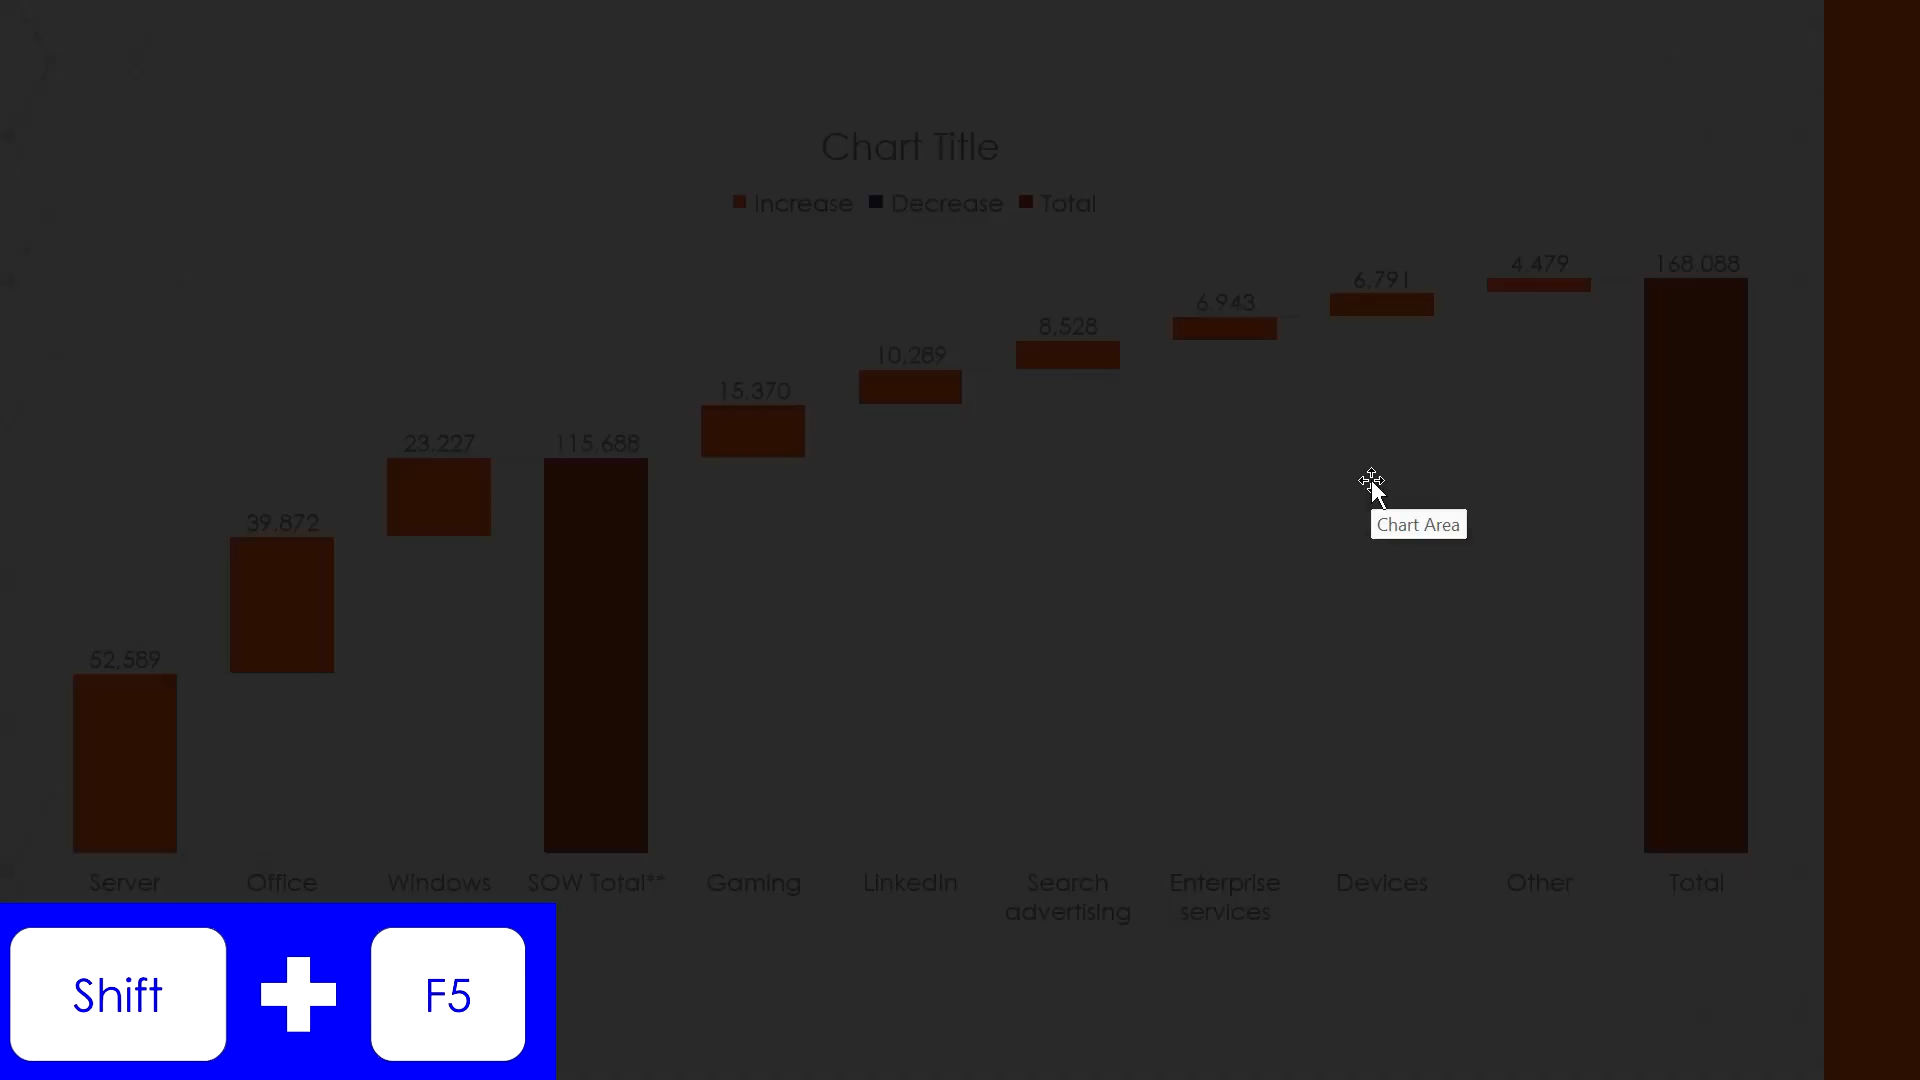 Chart Title
Increase Decrease Total
168,088
4,479
6,791
6,943
8,528
10,289
15,370
23,227 115,688
39,872
52,589
Chart Area
Server Office Windows SOW Total** Gaming LinkedIn Search advertising Enterprise services Devices Other Total
Shift + F5